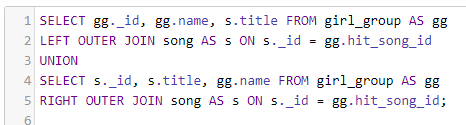 1 SELECT gg._id, gg.name, s.title FROM girl_group AS gg
2 LEFT OUTER JOIN song AS s ON s._id = gg.hit_song_id
3 UNION
4 SELECT s._id, s.title, gg.name FROM girl_group AS gg
5 RIGHT OUTER JOIN song AS s ON s._id = gg.hit_song_id;
6